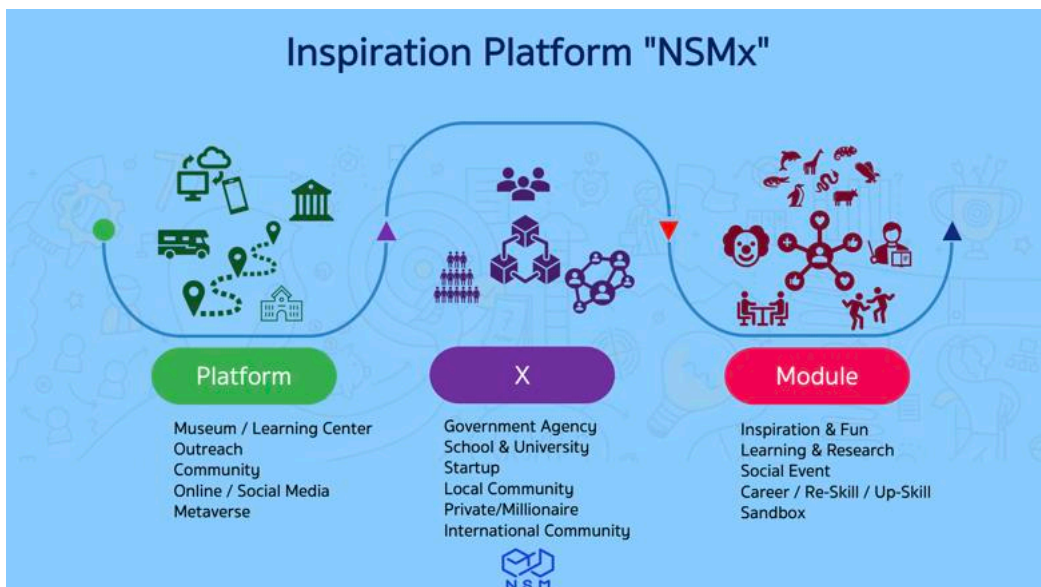 Inspiration Platform "NSMx"
Platform
Museum / Learning Center
Outreach
Community
Online / Social Media
Metaverse
X
Government Agency
School & University
Startup
Local Community
Private/Millionaire
International Community
Module
Inspiration & Fun
Learning & Research
Social Event
Career / Re-Skill / Up-Skill
Sandbox
NSM